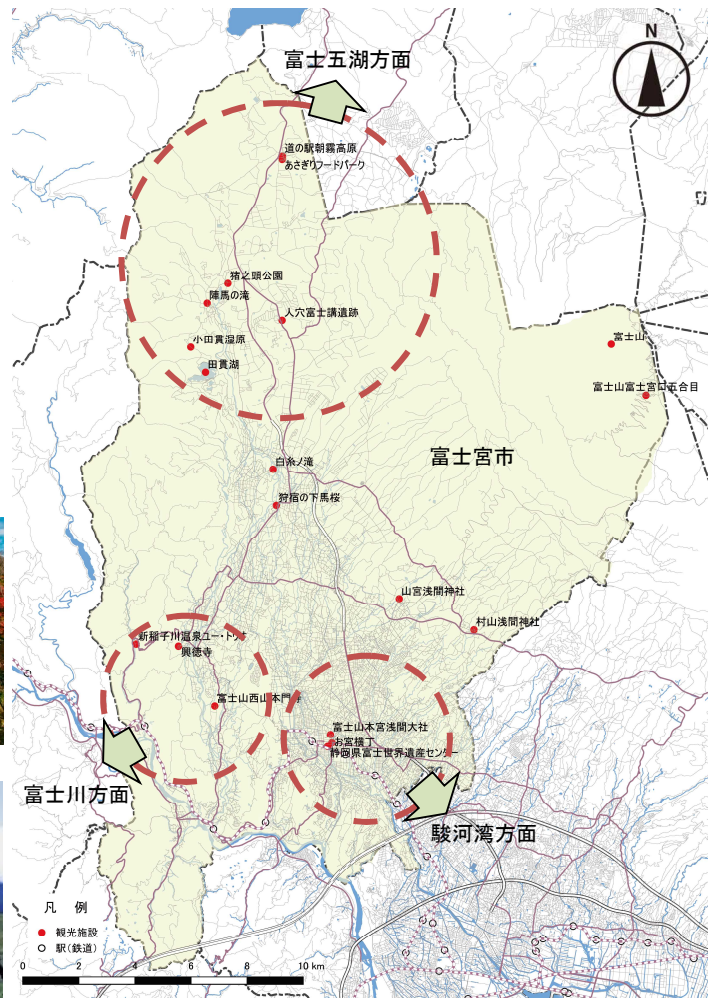 富士五湖方面
N
道の駅朝霧高原
あさぎりフードパーク
猪之頭公園
陣馬の滝
人穴富士講遺跡
小田貫湿原
田貫湖
富士山
富士山富士宮口五合目
富士宮市
白糸ノ滝
狩宿の下馬桜
山宮浅間神社
村山浅間神社
新稲子川温泉ユー・トリオ
興徳寺
富士山西山本門寺
富士山本宮浅間大社
お宮横丁
静岡県富士世界遺産センター
富士川方面
駿河湾方面
凡 例
観光施設
駅(鉄道)
0 2 4 6 8 10 km